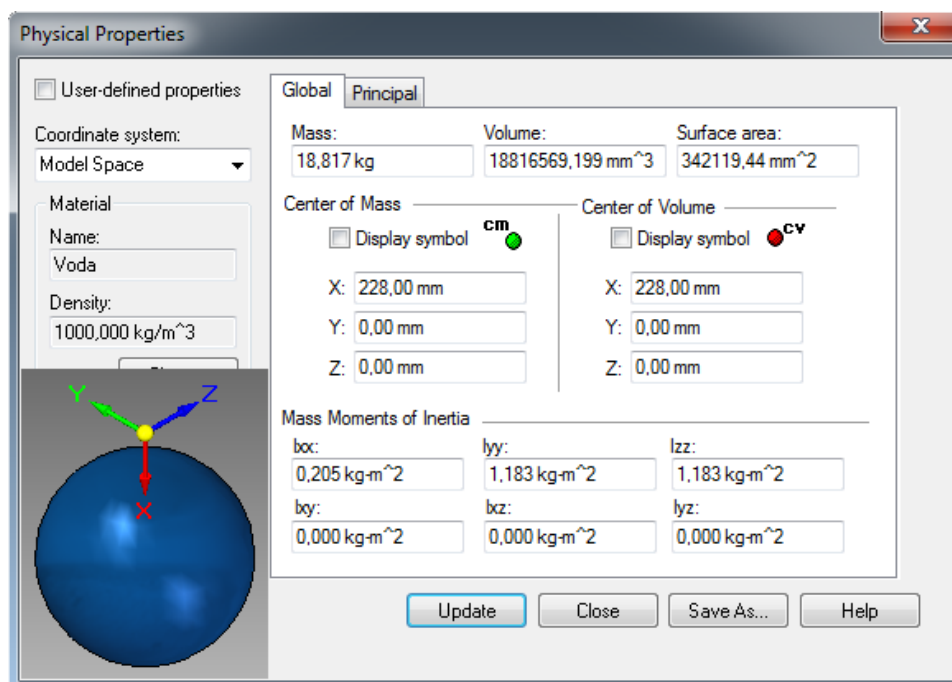 Physical Properties
User-defined properties
Coordinate system:
Model Space
Material
Name:
Voda
Density:
1000,000 kg/m^3
Y
Z
X
Global
Principal
Mass:
Volume:
Surface area:
18,817 kg
18816569,199 mm^3
342119,44 mm^2
Center of Mass
Center of Volume
Display symbol
cm
Display symbol
cv
X: 228,00 mm
X: 228,00 mm
Y: 0,00 mm
Y: 0,00 mm
Z: 0,00 mm
Z: 0,00 mm
Mass Moments of Inertia
Ixx:
Iyy:
Izz:
0,205 kg-m^2
1,183 kg-m^2
1,183 kg-m^2
Ixy:
Ixz:
Iyz:
0,000 kg-m^2
0,000 kg-m^2
0,000 kg-m^2
Update
Close
Save As...
Help